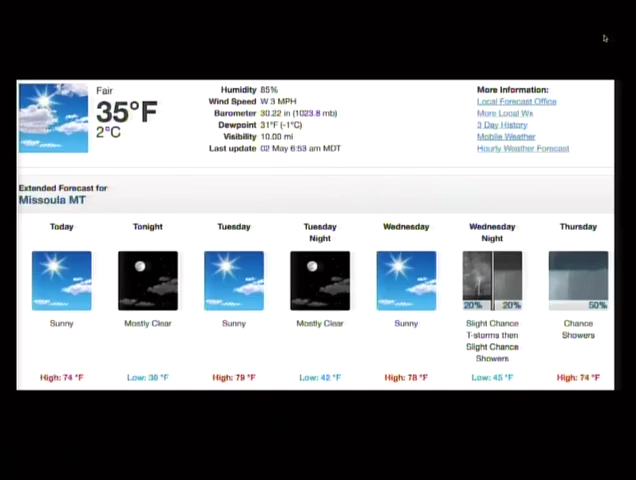 Fair
35°F
2°C
Humidity 85%
Wind Speed W 3 MPH
Barometer 30.22 in (1023.8 mb)
Dewpoint 31°F (-1°C)
Visibility 10.00 mi
Last update 02 May 6:53 am MDT
More Information:
Local Forecast Office
More Local Wx
3 Day History
Mobile Weather
Hourly Weather Forecast
Extended Forecast for
Missoula MT
Today
Tonight
Tuesday
Tuesday Night
Wednesday
Wednesday Night
Thursday
20% 20%
50%
Sunny
Mostly Clear
Sunny
Mostly Clear
Sunny
Slight Chance
T-storms then
Slight Chance
Showers
Chance
Showers
High: 74 °F
Low: °F
High: 79 °F
Low: 42 °F
High: 78 °F
Low: 45 °F
High: 74 °F